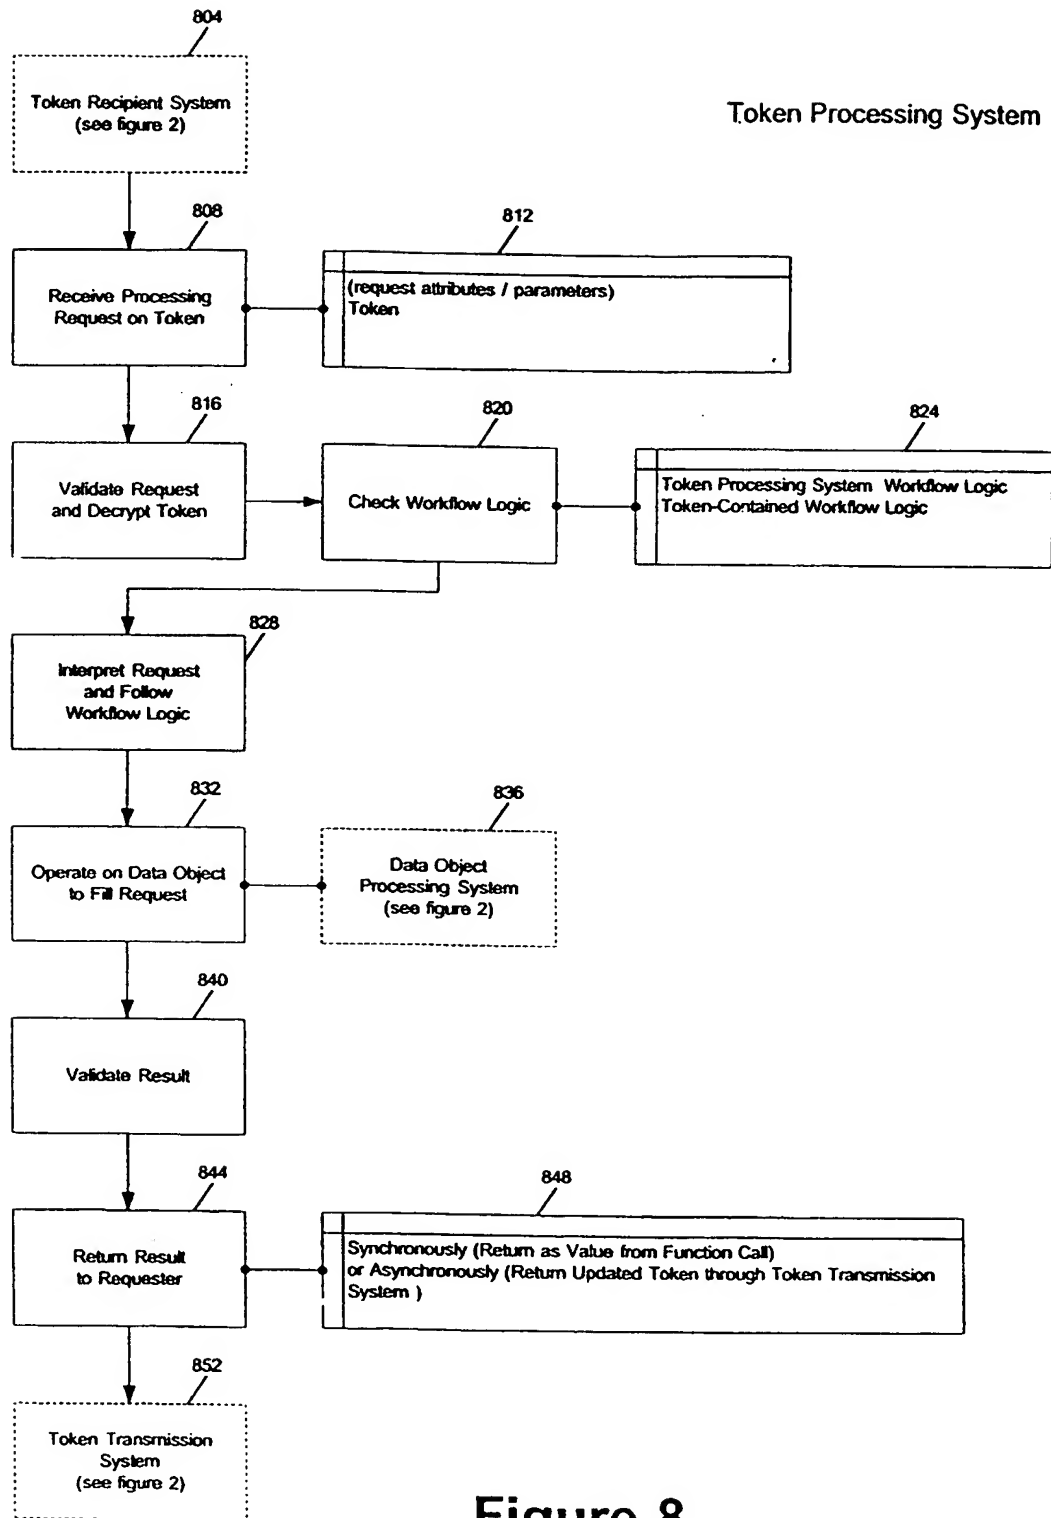 804
Token Recipient System
(see figure 2)
Token Processing System
808
Receive Processing
Request on Token
812
(request attributes / parameters)
Token
816
Validate Request
and Decrypt Token
820
Check Workflow Logic
824
Token Processing System Workflow Logic
Token-Contained Workflow Logic
828
Interpret Request
and Follow
Workflow Logic
832
Operate on Data Object
to Fill Request
836
Data Object
Processing System
(see figure 2)
840
Validate Result
844
Return Result
to Requester
848
Synchronously (Return as Value from Function Call)
or Asynchronously (Return Updated Token through Token Transmission
System )
852
Token Transmission
System
(see figure 2)
Figure 8